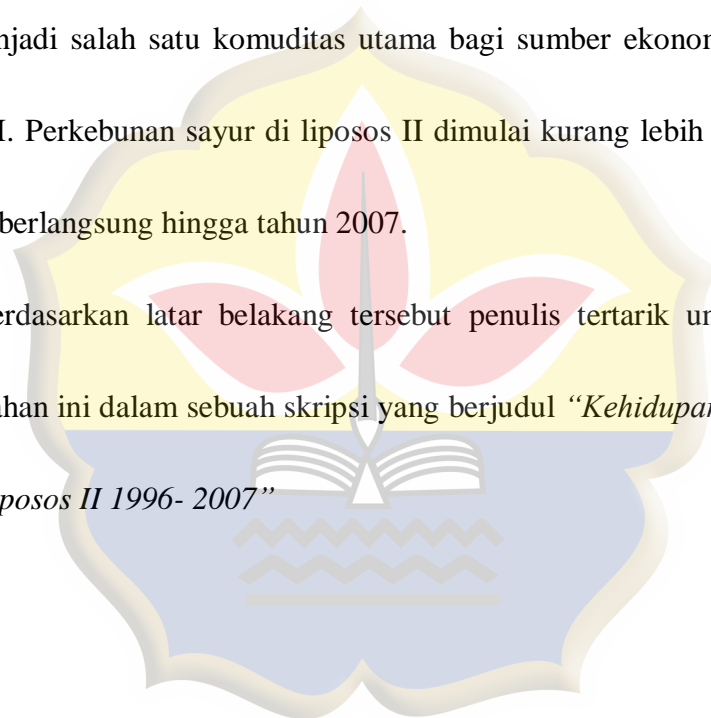 njadi salah satu komuditas utama bagi sumber ekonor
I. Perkebunan sayur di liposos II dimulai kurang lebih
berlangsung hingga tahun 2007.
erdasarkan latar belakang tersebut penulis tertarik un
ahan ini dalam sebuah skripsi yang berjudul “Kehidupan
posos II 1996- 2007”